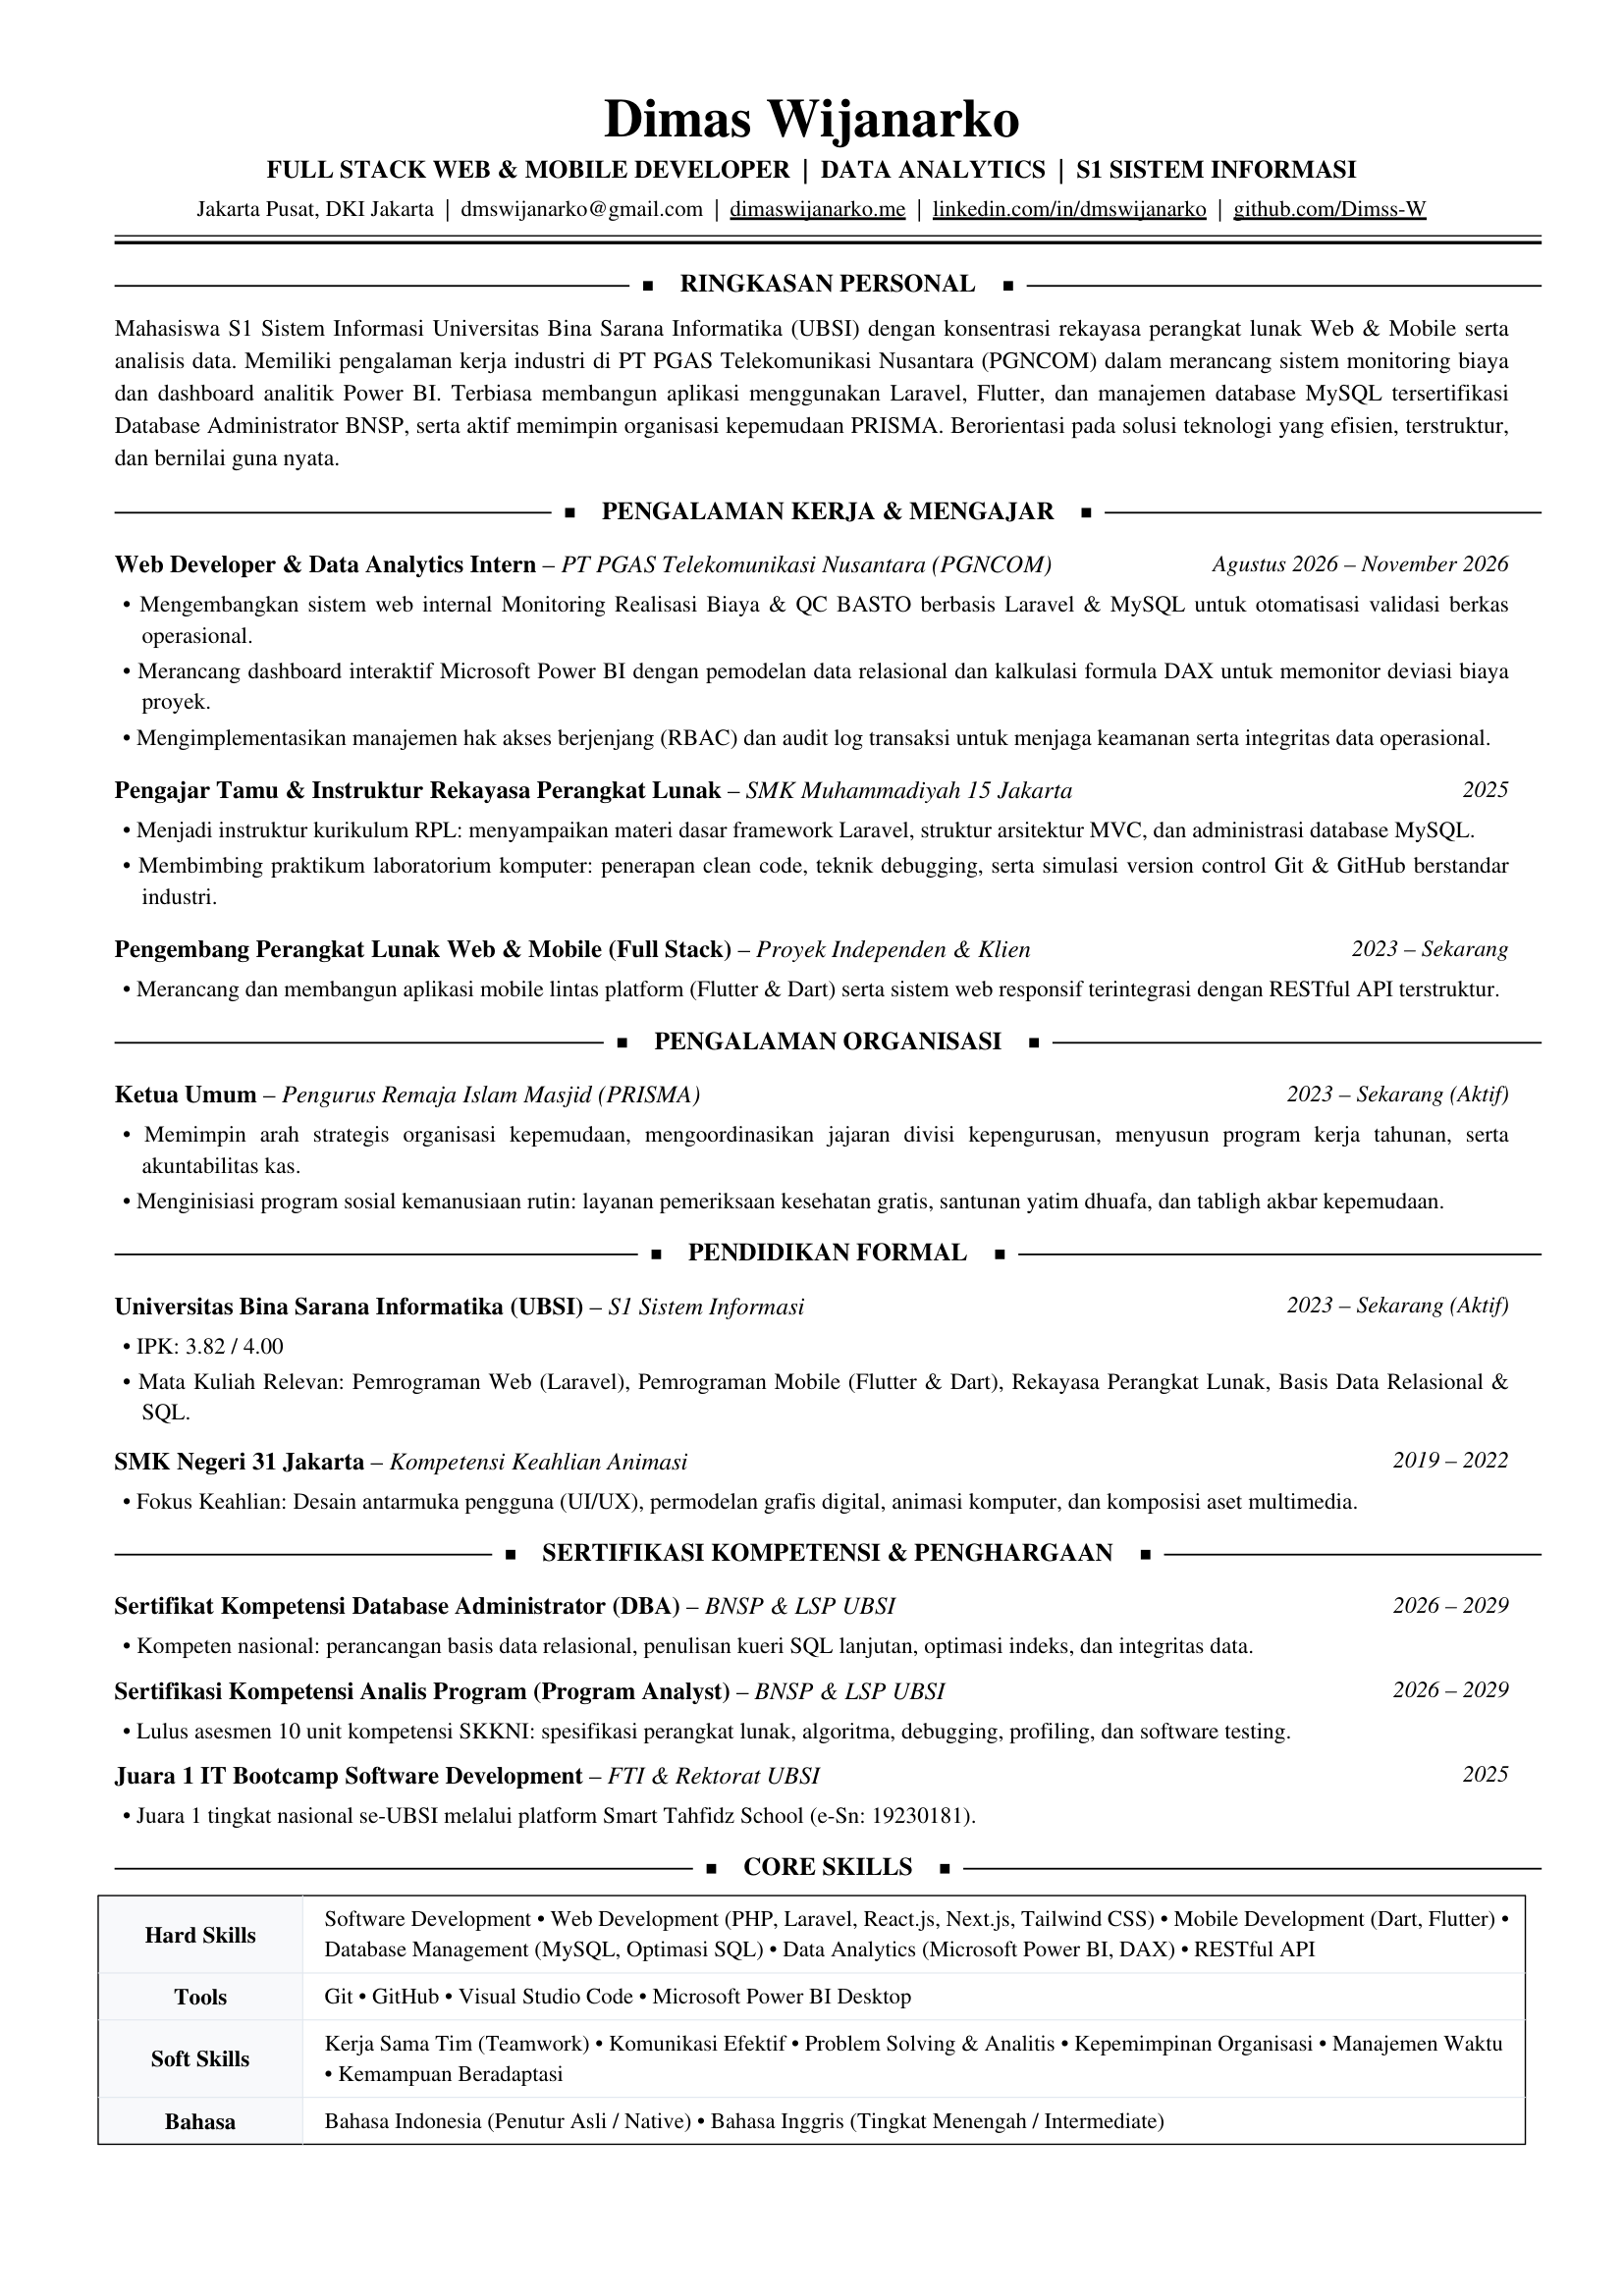 Dimas Wijanarko
FULL STACK WEB & MOBILE DEVELOPER | DATA ANALYTICS | S1 SISTEM INFORMASI
Jakarta Pusat, DKI Jakarta | dmswijanarko@gmail.com | dimaswijanarko.me | linkedin.com/in/dmswijanarko | github.com/Dimss-W
■ RINGKASAN PERSONAL ■
Mahasiswa S1 Sistem Informasi Universitas Bina Sarana Informatika (UBSI) dengan konsentrasi rekayasa perangkat lunak Web & Mobile serta
analisis data. Memiliki pengalaman kerja industri di PT PGAS Telekomunikasi Nusantara (PGNCOM) dalam merancang sistem monitoring biaya
dan dashboard analitik Power BI. Terbiasa membangun aplikasi menggunakan Laravel, Flutter, dan manajemen database MySQL tersertifikasi
Database Administrator BNSP, serta aktif memimpin organisasi kepemudaan PRISMA. Berorientasi pada solusi teknologi yang efisien, terstruktur,
dan bernilai guna nyata.
■ PENGALAMAN KERJA & MENGAJAR ■
Web Developer & Data Analytics Intern – PT PGAS Telekomunikasi Nusantara (PGNCOM) Agustus 2026 – November 2026
• Mengembangkan sistem web internal Monitoring Realisasi Biaya & QC BASTO berbasis Laravel & MySQL untuk otomatisasi validasi berkas
operasional.
• Merancang dashboard interaktif Microsoft Power BI dengan pemodelan data relasional dan kalkulasi formula DAX untuk memonitor deviasi biaya
proyek.
• Mengimplementasikan manajemen hak akses berjenjang (RBAC) dan audit log transaksi untuk menjaga keamanan serta integritas data operasional.
Pengajar Tamu & Instruktur Rekayasa Perangkat Lunak – SMK Muhammadiyah 15 Jakarta 2025
• Menjadi instruktur kurikulum RPL: menyampaikan materi dasar framework Laravel, struktur arsitektur MVC, dan administrasi database MySQL.
• Membimbing praktikum laboratorium komputer: penerapan clean code, teknik debugging, serta simulasi version control Git & GitHub berstandar
industri.
Pengembang Perangkat Lunak Web & Mobile (Full Stack) – Proyek Independen & Klien 2023 – Sekarang
• Merancang dan membangun aplikasi mobile lintas platform (Flutter & Dart) serta sistem web responsif terintegrasi dengan RESTful API terstruktur.
■ PENGALAMAN ORGANISASI ■
Ketua Umum – Pengurus Remaja Islam Masjid (PRISMA) 2023 – Sekarang (Aktif)
• Memimpin arah strategis organisasi kepemudaan, mengoordinasikan jajaran divisi kepengurusan, menyusun program kerja tahunan, serta
akuntabilitas kas.
• Menginisiasi program sosial kemanusiaan rutin: layanan pemeriksaan kesehatan gratis, santunan yatim dhuafa, dan tabligh akbar kepemudaan.
■ PENDIDIKAN FORMAL ■
Universitas Bina Sarana Informatika (UBSI) – S1 Sistem Informasi 2023 – Sekarang (Aktif)
• IPK: 3.82 / 4.00
• Mata Kuliah Relevan: Pemrograman Web (Laravel), Pemrograman Mobile (Flutter & Dart), Rekayasa Perangkat Lunak, Basis Data Relasional &
SQL.
SMK Negeri 31 Jakarta – Kompetensi Keahlian Animasi 2019 – 2022
• Fokus Keahlian: Desain antarmuka pengguna (UI/UX), permodelan grafis digital, animasi komputer, dan komposisi aset multimedia.
■ SERTIFIKASI KOMPETENSI & PENGHARGAAN ■
Sertifikat Kompetensi Database Administrator (DBA) – BNSP & LSP UBSI 2026 – 2029
• Kompeten nasional: perancangan basis data relasional, penulisan kueri SQL lanjutan, optimasi indeks, dan integritas data.
Sertifikasi Kompetensi Analis Program (Program Analyst) – BNSP & LSP UBSI 2026 – 2029
• Lulus asesmen 10 unit kompetensi SKKNI: spesifikasi perangkat lunak, algoritma, debugging, profiling, dan software testing.
Juara 1 IT Bootcamp Software Development – FTI & Rektorat UBSI 2025
• Juara 1 tingkat nasional se-UBSI melalui platform Smart Tahfidz School (e-Sn: 19230181).
■ CORE SKILLS ■
Hard Skills
Software Development • Web Development (PHP, Laravel, React.js, Next.js, Tailwind CSS) • Mobile Development (Dart, Flutter) •
Database Management (MySQL, Optimasi SQL) • Data Analytics (Microsoft Power BI, DAX) • RESTful API
Tools
Git • GitHub • Visual Studio Code • Microsoft Power BI Desktop
Soft Skills
Kerja Sama Tim (Teamwork) • Komunikasi Efektif • Problem Solving & Analitis • Kepemimpinan Organisasi • Manajemen Waktu
• Kemampuan Beradaptasi
Bahasa
Bahasa Indonesia (Penutur Asli / Native) • Bahasa Inggris (Tingkat Menengah / Intermediate)